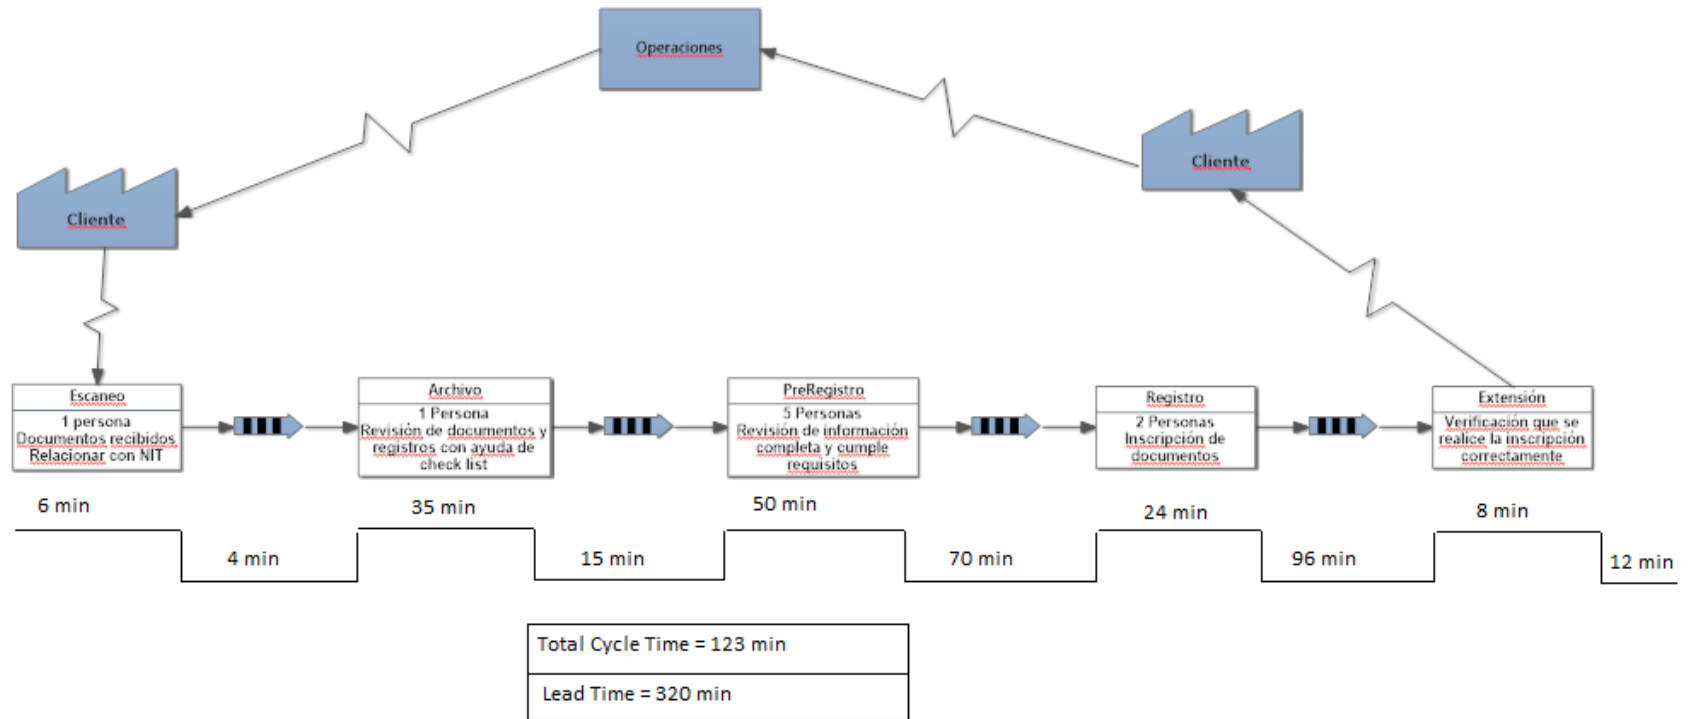 Operaciones
Cliente
Cliente
Escaneo
1 persona
Documentos recibidos
Relacionar con NIT
Archivo
1 Persona
Revisión de documentos y
registros con ayuda de
check list
PreRegistro
5 Personas
Revisión de información
completa y cumple
requisitos
Registro
2 Personas
Inscripción de
documentos
Extensión
Verificación que se
realice la inscripción
correctamente
6 min
35 min
50 min
24 min
8 min
4 min
15 min
70 min
96 min
12 min
Total Cycle Time = 123 min
Lead Time = 320 min